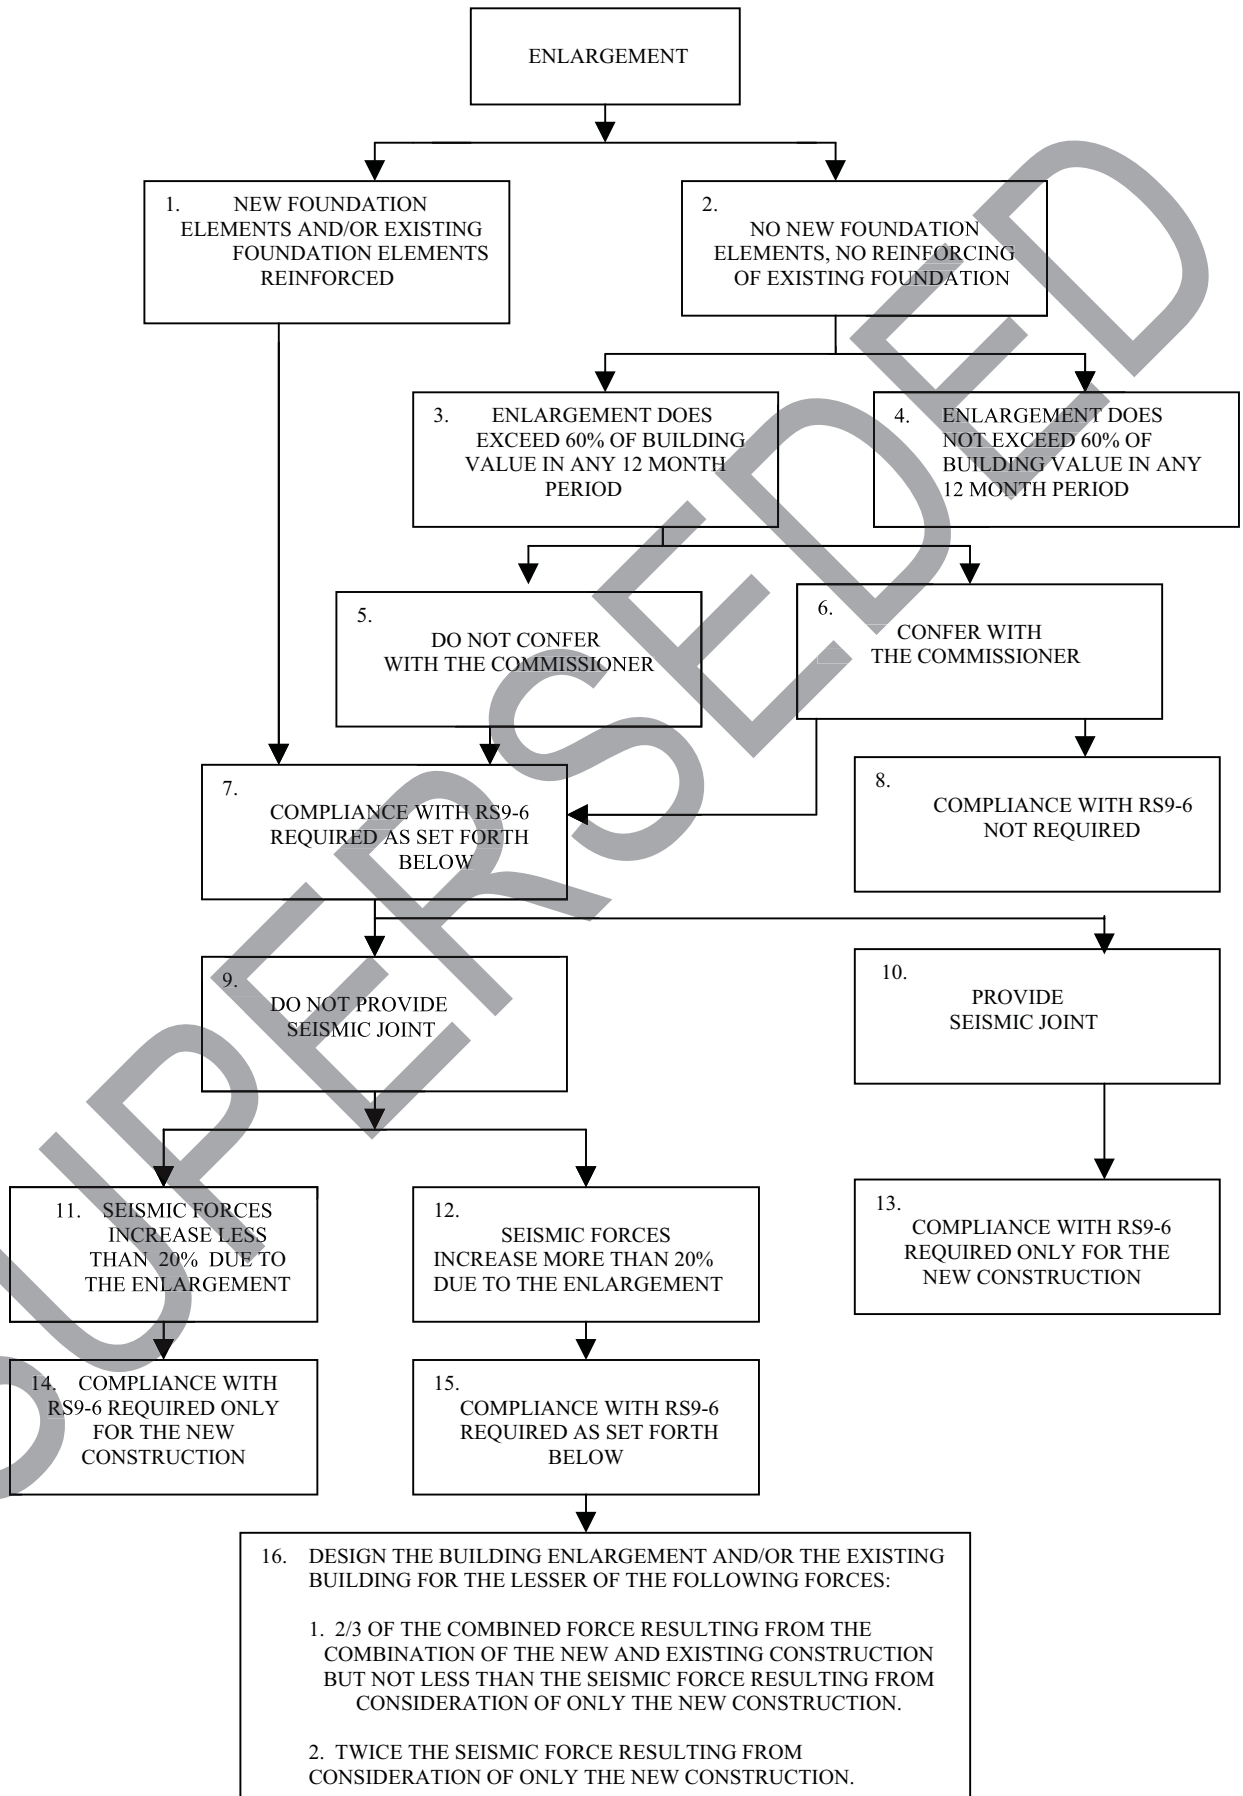 ENLARGEMENT
1. NEW FOUNDATION
ELEMENTS AND/OR EXISTING
FOUNDATION ELEMENTS
REINFORCED
2.
NO NEW FOUNDATION
ELEMENTS, NO REINFORCING
OF EXISTING FOUNDATION
3. ENLARGEMENT DOES
EXCEED 60% OF BUILDING
VALUE IN ANY 12 MONTH
PERIOD
4. ENLARGEMENT DOES
NOT EXCEED 60% OF
BUILDING VALUE IN ANY
12 MONTH PERIOD
5.
DO NOT CONFER
WITH THE COMMISSIONER
6.
CONFER WITH
THE COMMISSIONER
7.
COMPLIANCE WITH RS9-6
REQUIRED AS SET FORTH
BELOW
8.
COMPLIANCE WITH RS9-6
NOT REQUIRED
9.
DO NOT PROVIDE
SEISMIC JOINT
10.
PROVIDE
SEISMIC JOINT
11. SEISMIC FORCES
INCREASE LESS
THAN 20% DUE TO
THE ENLARGEMENT
12.
SEISMIC FORCES
INCREASE MORE THAN 20%
DUE TO THE ENLARGEMENT
13.
COMPLIANCE WITH RS9-6
REQUIRED ONLY FOR THE
NEW CONSTRUCTION
14. COMPLIANCE WITH
RS9-6 REQUIRED ONLY
FOR THE NEW
CONSTRUCTION
15.
COMPLIANCE WITH RS9-6
REQUIRED AS SET FORTH
BELOW
16. DESIGN THE BUILDING ENLARGEMENT AND/OR THE EXISTING
BUILDING FOR THE LESSER OF THE FOLLOWING FORCES:
1. 2/3 OF THE COMBINED FORCE RESULTING FROM THE
COMBINATION OF THE NEW AND EXISTING CONSTRUCTION
BUT NOT LESS THAN THE SEISMIC FORCE RESULTING FROM
CONSIDERATION OF ONLY THE NEW CONSTRUCTION.
2. TWICE THE SEISMIC FORCE RESULTING FROM
CONSIDERATION OF ONLY THE NEW CONSTRUCTION.
SUPERSEDED